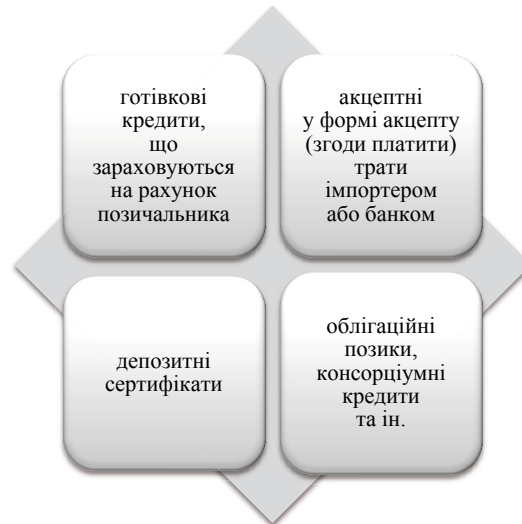 готівкові
кредити,
що
зараховуються
на рахунок
позичальника
акцептні
у формі акцепту
(згоди платити)
трати
імпортером
або банком
депозитні
сертифікати
облігаційні
позики,
консорціумні
кредити
та ін.